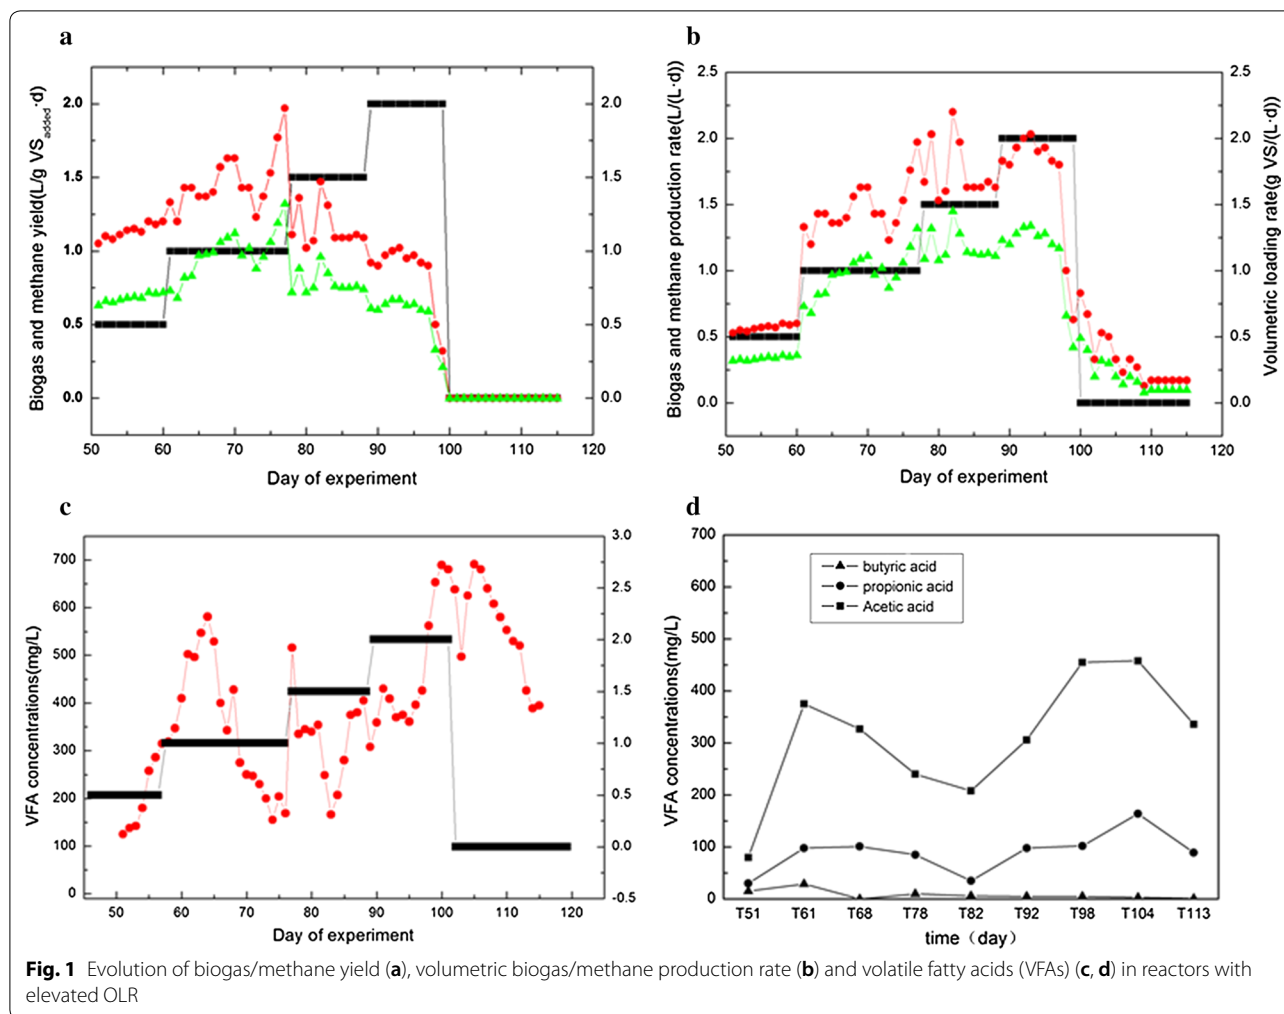 a
Biogas and methane yield(L/g VSadded·d)
2.0
1.5
1.0
0.5
0.0
2.0
1.5
1.0
0.5
0.0
50 60 70 80 90 100 110 120
Day of experiment
b
Biogas and methane production rate(L/(L·d))
2.5
2.0
1.5
1.0
0.5
0.0
2.5
2.0
1.5
1.0
0.5
0.0
Volumetric loading rate(g VS/(L·d))
50 60 70 80 90 100 110 120
Day of experiment
c
VFA concentrations(mg/L)
700
600
500
400
300
200
100
0
3.0
2.5
2.0
1.5
1.0
0.5
0.0
-0.5
50 60 70 80 90 100 110 120
Day of experiment
d
VFA concentrations(mg/L)
700
600
500
400
300
200
100
0
butyric acid
propionic acid
Acetic acid
T51 T61 T68 T78 T82 T92 T98 T104 T113
time（day）
Fig. 1 Evolution of biogas/methane yield (a), volumetric biogas/methane production rate (b) and volatile fatty acids (VFAs) (c, d) in reactors with
elevated OLR